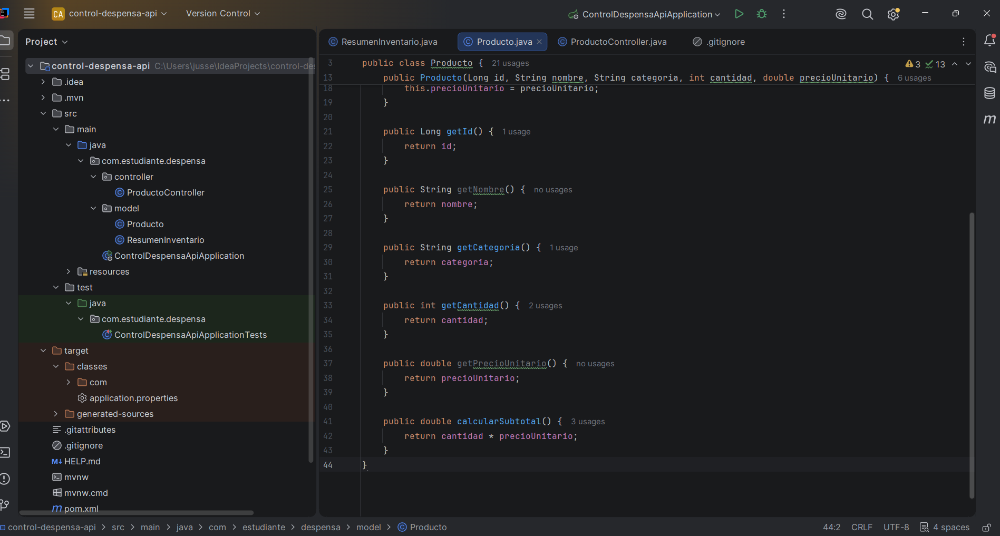 CA control-despensa-api Version Control ControlDespensaApiApplication
Project
control-despensa-api C:\Users\jusse\IdeaProjects\control-de
.idea
.mvn
src
main
java
com.estudiante.despensa
controller
ProductoController
model
Producto
ResumenInventario
ControlDespensaApiApplication
resources
test
java
com.estudiante.despensa
ControlDespensaApiApplicationTests
target
classes
com
application.properties
generated-sources
.gitattributes
.gitignore
M↓ HELP.md
mvnw
mvnw.cmd
m pom.xml
ResumenInventario.java Producto.java ProductoController.java .gitignore
3 public class Producto { 21 usages 3 13
13 public Producto(Long id, String nombre, String categoria, int cantidad, double precioUnitario) { 6 usages
18 this.precioUnitario = precioUnitario;
19 }
20
21 public Long getId() { 1 usage
22 return id;
23 }
24
25 public String getNombre() { no usages
26 return nombre;
27 }
28
29 public String getCategoria() { 1 usage
30 return categoria;
31 }
32
33 public int getCantidad() { 2 usages
34 return cantidad;
35 }
36
37 public double getPrecioUnitario() { no usages
38 return precioUnitario;
39 }
40
41 public double calcularSubtotal() { 3 usages
42 return cantidad * precioUnitario;
43 }
44 }
m
control-despensa-api > src > main > java > com > estudiante > despensa > model > Producto 44:2 CRLF UTF-8 4 spaces